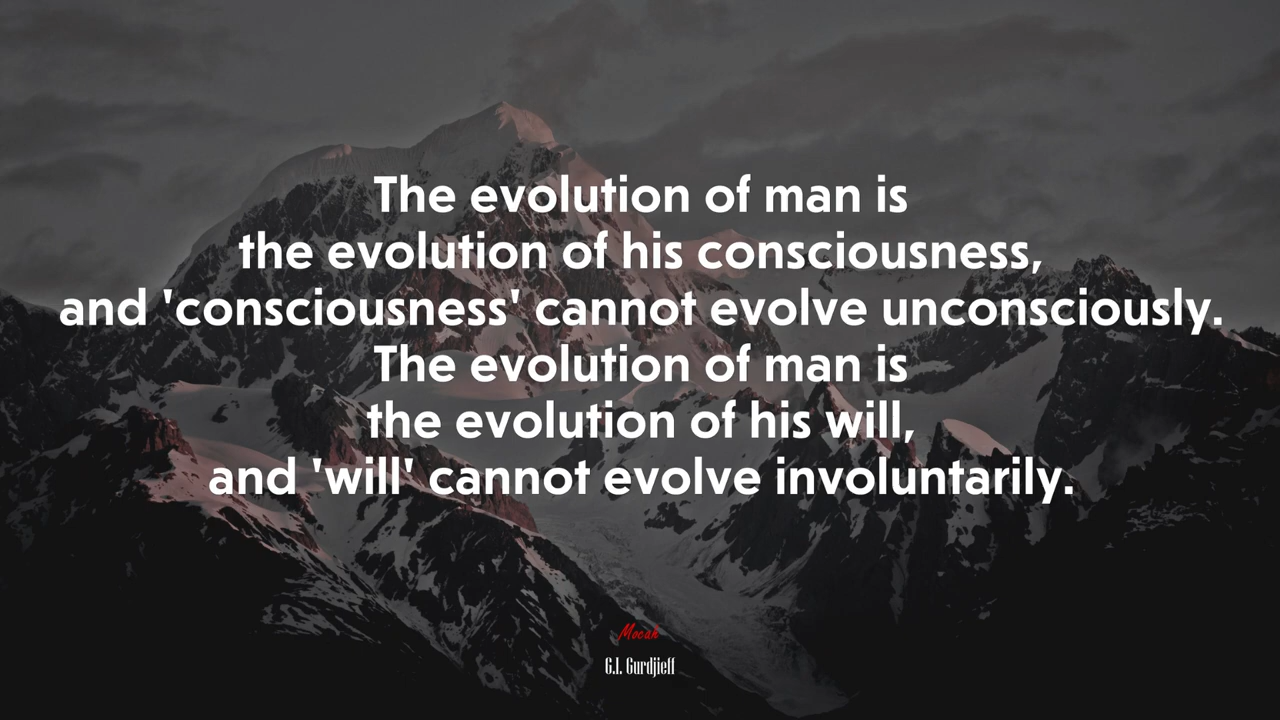 The evolution of man is
the evolution of his consciousness,
and 'consciousness' cannot evolve unconsciously.
The evolution of man is
the evolution of his will,
and 'will' cannot evolve involuntarily.
Mocah
G.I. Gurdjieff